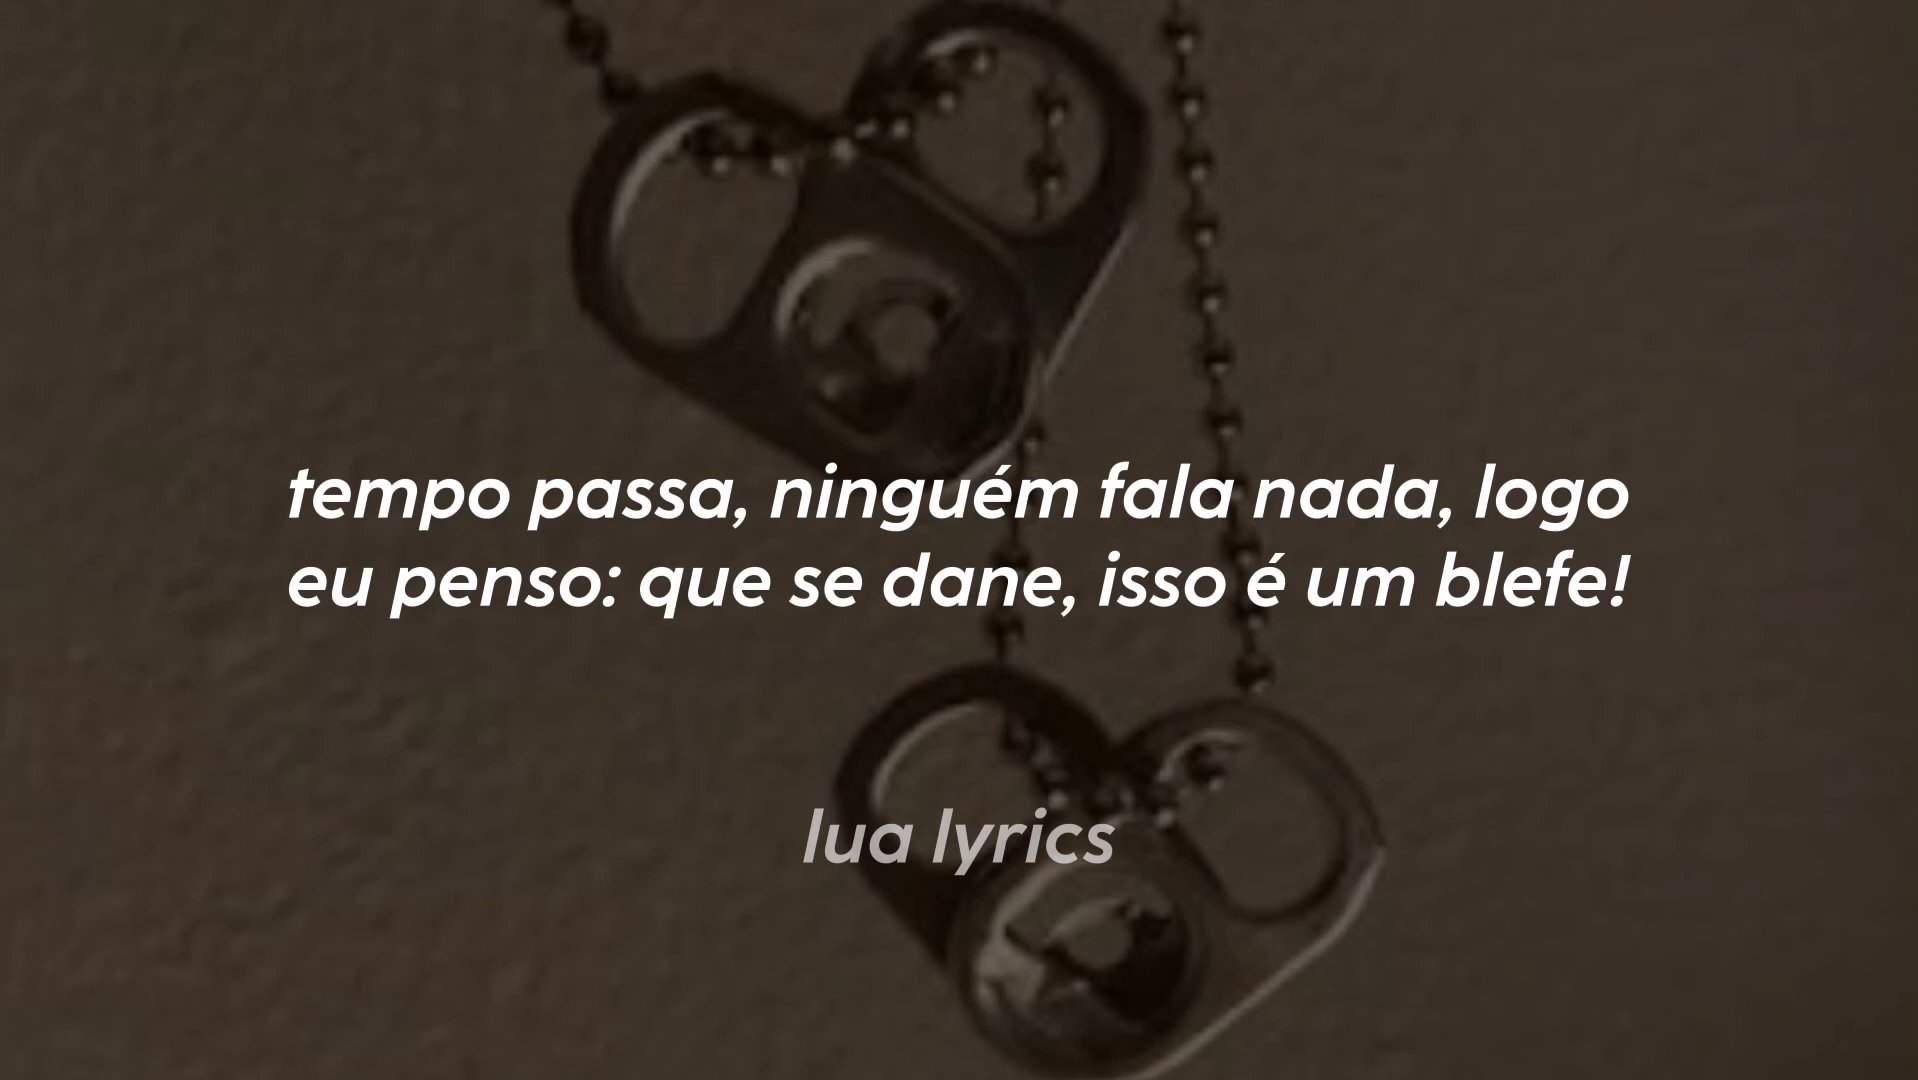 tempo passa, ninguém fala nada, logo
eu penso: que se dane, isso é um blefe!
lua lyrics